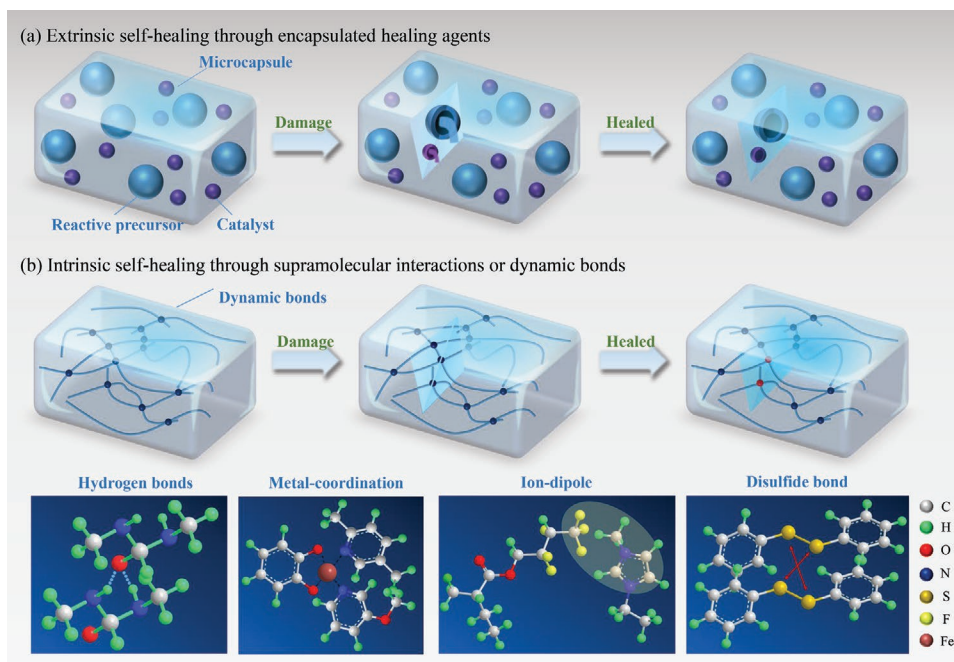 (a) Extrinsic self-healing through encapsulated healing agents
Microcapsule
Damage
Healed
Reactive precursor
Catalyst
(b) Intrinsic self-healing through supramolecular interactions or dynamic bonds
Dynamic bonds
Damage
Healed
Hydrogen bonds
Metal-coordination
Ion-dipole
Disulfide bond
C
H
O
N
S
F
Fe